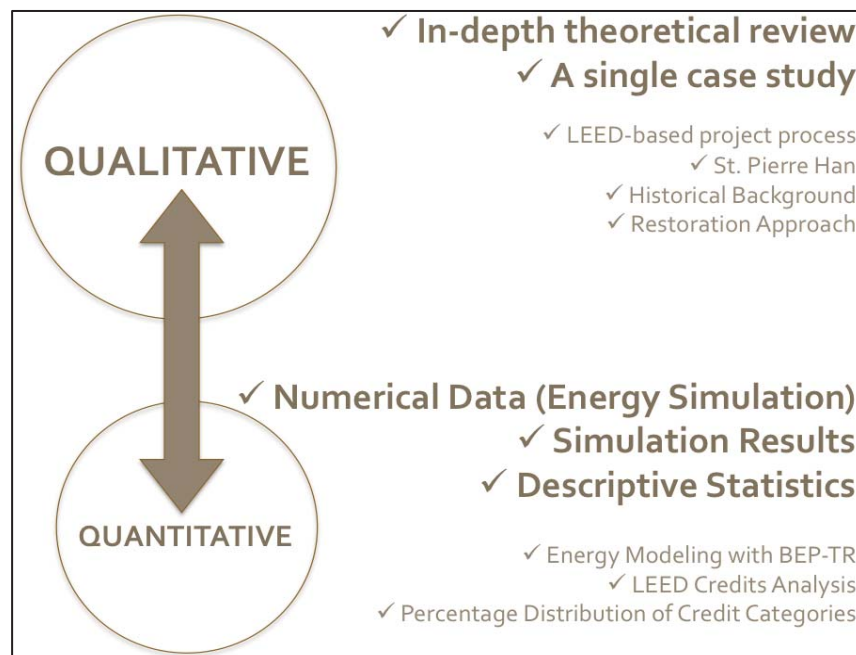 ✓ In-depth theoretical review
✓ A single case study
QUALITATIVE
✓ LEED-based project process
✓ St. Pierre Han
✓ Historical Background
✓ Restoration Approach
✓ Numerical Data (Energy Simulation)
✓ Simulation Results
✓ Descriptive Statistics
QUANTITATIVE
✓ Energy Modeling with BEP-TR
✓ LEED Credits Analysis
✓ Percentage Distribution of Credit Categories